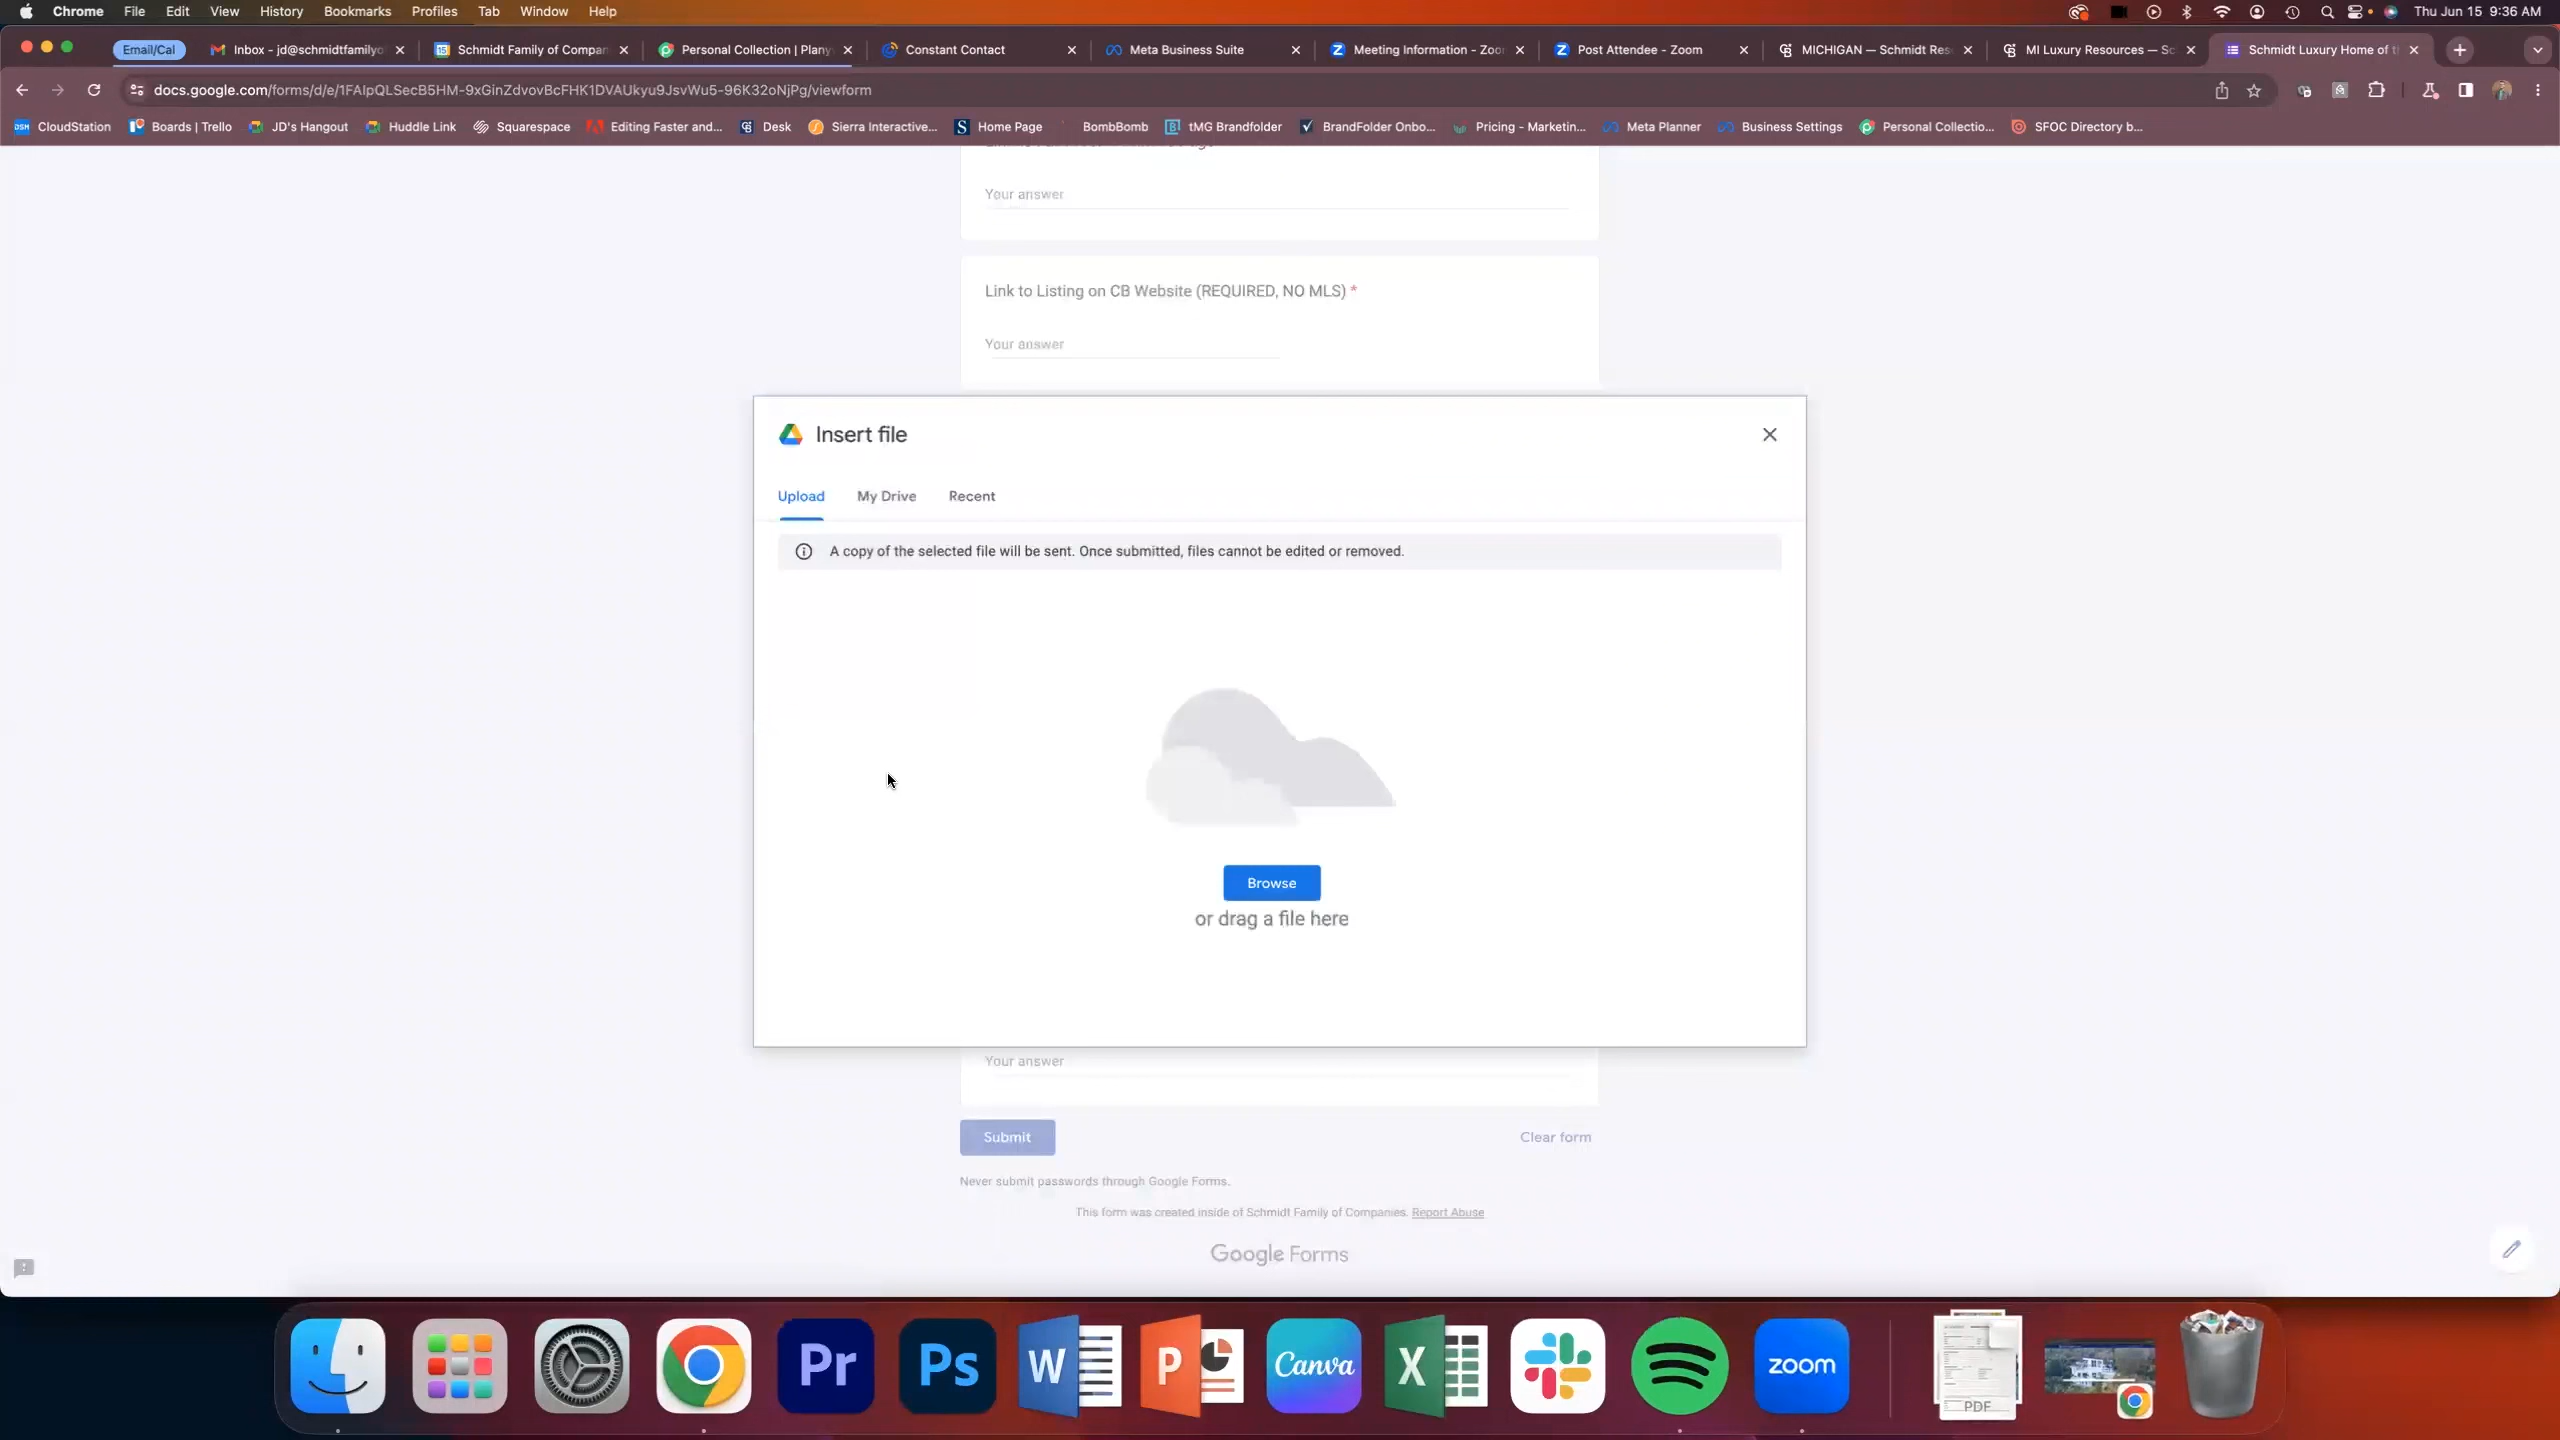 Chrome File Edit View History Bookmarks Profiles Tab Window Help Thu Jun 15 9:36 AM
Email/Cal Inbox - jd@schmidtfamilyo Schmidt Family of Compan Personal Collection | Plany Constant Contact Meta Business Suite Meeting Information - Zoo Post Attendee - Zoom MICHIGAN — Schmidt Res MI Luxury Resources — Sc Schmidt Luxury Home of t
docs.google.com/forms/d/e/1FAIpQLSecB5HM-9xGinZdvovBcFHK1DVAUkyu9JsvWu5-96K32oNjPg/viewform
CloudStation Boards | Trello JD's Hangout Huddle Link Squarespace Editing Faster and... Desk Sierra Interactive... Home Page BombBomb tMG Brandfolder BrandFolder Onbo... Pricing - Marketin... Meta Planner Business Settings Personal Collectio... SFOC Directory b...
Your answer
Link to Listing on CB Website (REQUIRED, NO MLS) *
Your answer
Insert file
Upload My Drive Recent
A copy of the selected file will be sent. Once submitted, files cannot be edited or removed.
Browse
or drag a file here
Your answer
Submit Clear form
Never submit passwords through Google Forms.
This form was created inside of Schmidt Family of Companies. Report Abuse
Google Forms
Pr Ps W P Canva X zoom PDF